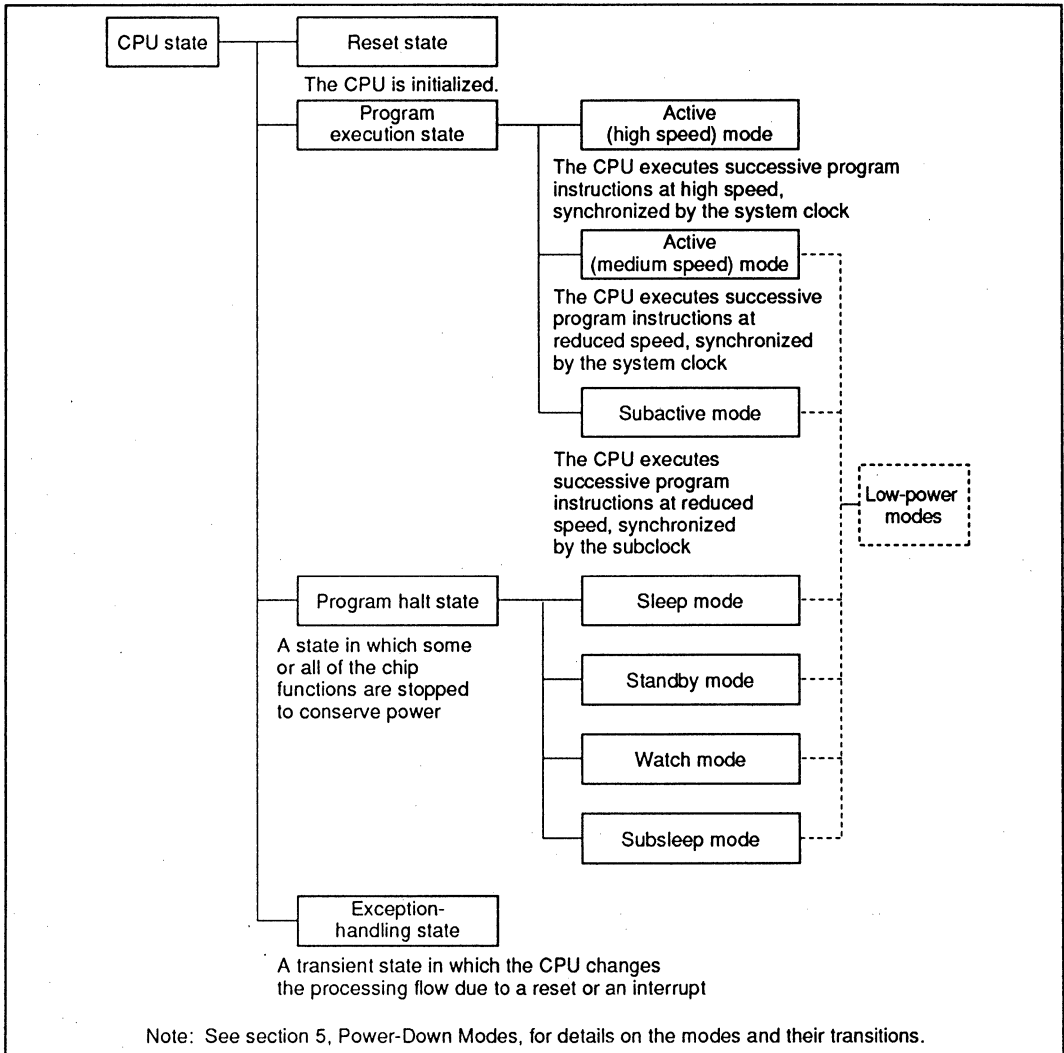 CPU state
Reset state
The CPU is initialized.
Program
execution state
Active
(high speed) mode
The CPU executes successive program
instructions at high speed,
synchronized by the system clock
Active
(medium speed) mode
The CPU executes successive
program instructions at
reduced speed, synchronized
by the system clock
Subactive mode
The CPU executes
successive program
instructions at reduced
speed, synchronized
by the subclock
Low-power
modes
Program halt state
A state in which some
or all of the chip
functions are stopped
to conserve power
Sleep mode
Standby mode
Watch mode
Subsleep mode
Exception-
handling state
A transient state in which the CPU changes
the processing flow due to a reset or an interrupt
Note: See section 5, Power-Down Modes, for details on the modes and their transitions.